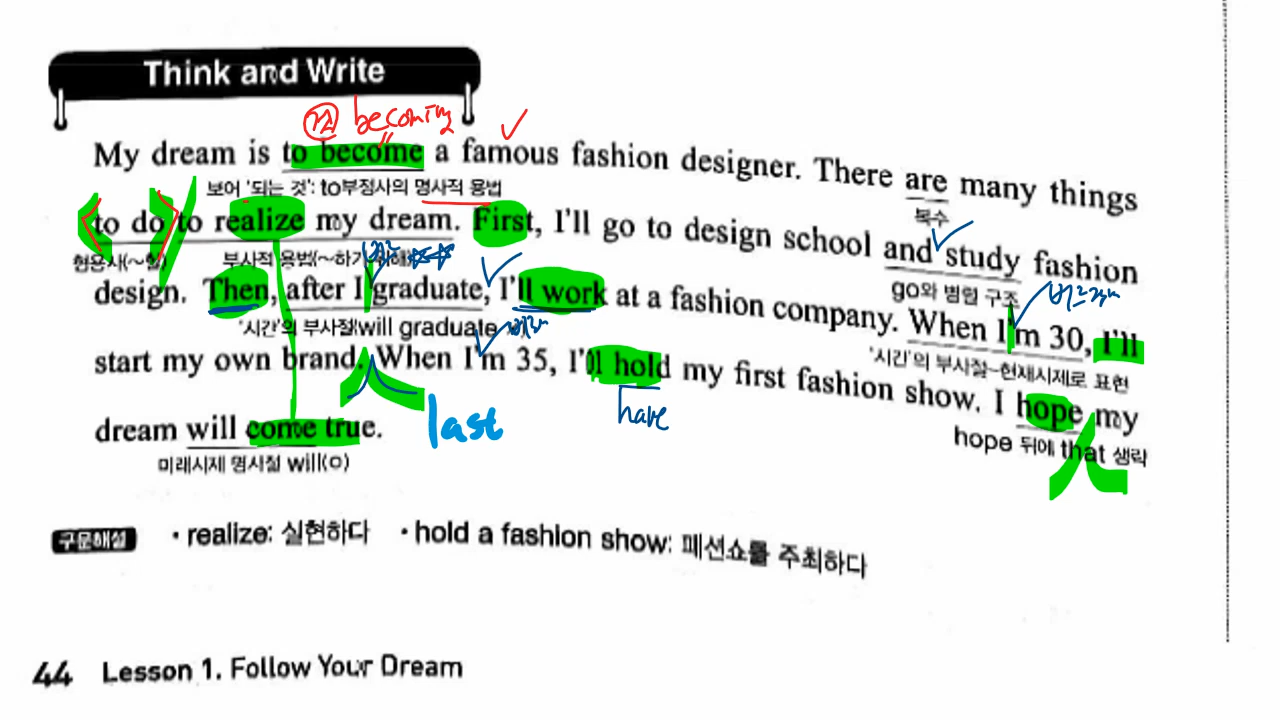 Think and Write
becoming
My dream is to become a famous fashion designer. There are many things
보어 '되는 것': to부정사의 명사적 용법
복수
to do to realize my dream. First, I'll go to design school and study fashion
형용사(~할)
부사적 용법(~하기 위해)
go와 병렬 구조
design. Then, after I graduate, I'll work at a fashion company. When I'm 30, I'll
'시간'의 부사절 will graduate
'시간'의 부사절-현재시제로 표현
start my own brand. When I'm 35, I'll hold my first fashion show. I hope my
last
have
hope 뒤에 that 생략
dream will come true.
미래시제 명사절 will(O)
구문해설 · realize: 실현하다 · hold a fashion show: 패션쇼를 주최하다
44 Lesson 1. Follow Your Dream